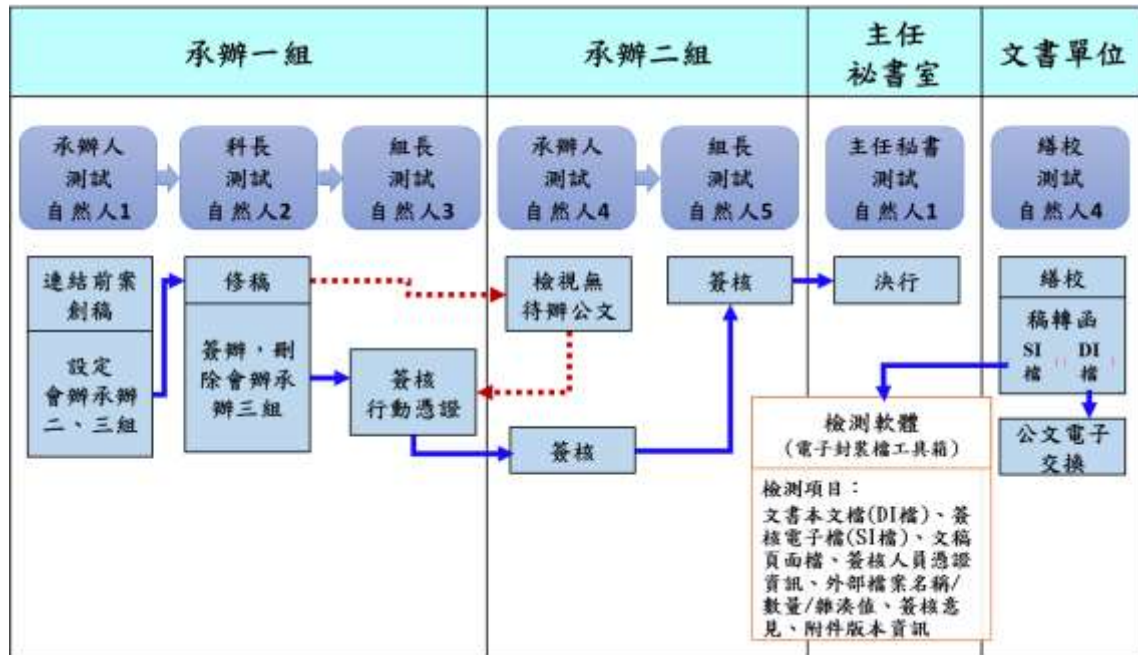 承辦一組
承辦二組
主任
祕書室
文書單位
承辦人
測試
自然人1
科長
測試
自然人2
組長
測試
自然人3
承辦人
測試
自然人4
組長
測試
自然人5
主任秘書
測試
自然人1
繕校
測試
自然人4
連結前案
創稿
設定
會辦承辦
二、三組
修稿
簽辦，刪
除會辦承
辦三組
簽核
行動憑證
檢視無
待辦公文
簽核
簽核
決行
繕校
稿轉函
SI
檔
DI
檔
公文電子
交換
檢測軟體
(電子封裝檔工具箱)
檢測項目：
文書本文檔(DI檔)、簽
核電子檔(SI檔)、文稿
頁面檔、簽核人員憑證
資訊、外部檔案名稱/
數量/雜湊值、簽核意
見、附件版本資訊